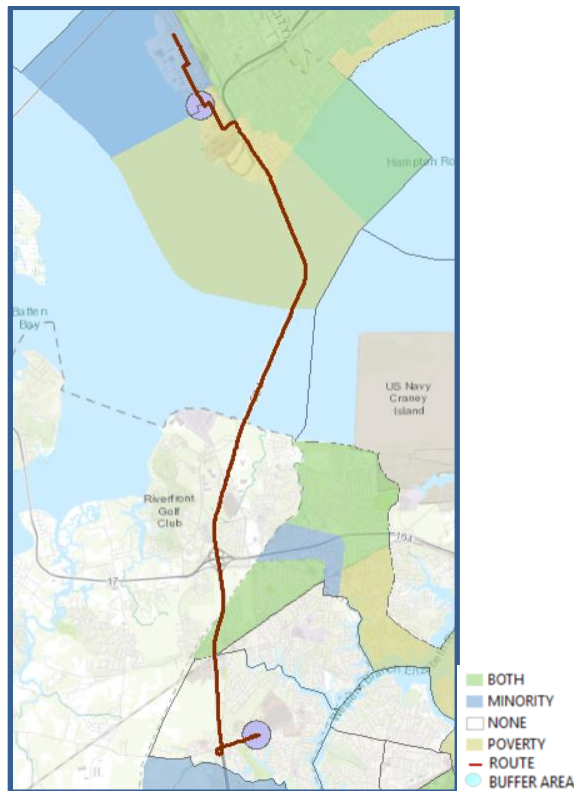 CITY
Hampton Ro
Batten
Bay
US Navy
Craney
Island
Riverfront
Golf
Club
164
17
BOTH
MINORITY
NONE
POVERTY
ROUTE
BUFFER AREA